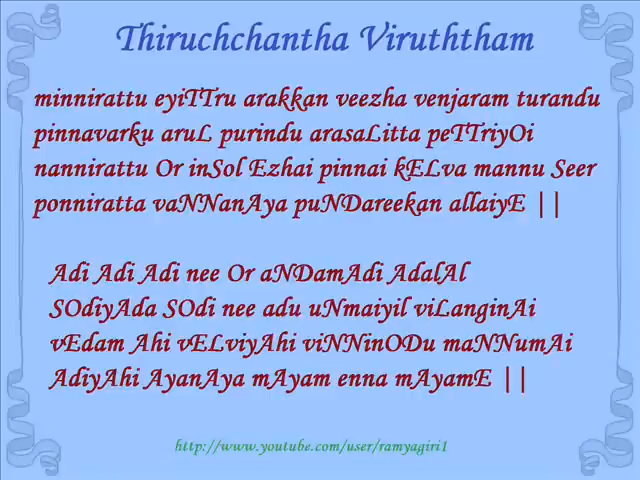 Thiruchchantha Viruththam
minnirattu eyiTTru arakkan veezha venjaram turandu
pinnavarku aruL purindu arasaLitta peTTriyOi
nannirattu Or inSol Ezhai pinnai kELva mannu Seer
ponniratta vaNNanAya puNDareekan allaiyE ||
Adi Adi Adi nee Or aNDamAdi AdalAl
SOdiyAda SOdi nee adu uNmaiyil viLanginAi
vEdam Ahi vELviyAhi viNNinODu maNNumAi
AdiyAhi AyanAya mAyam enna mAyamE ||
http://www.youtube.com/user/ramyagiri1